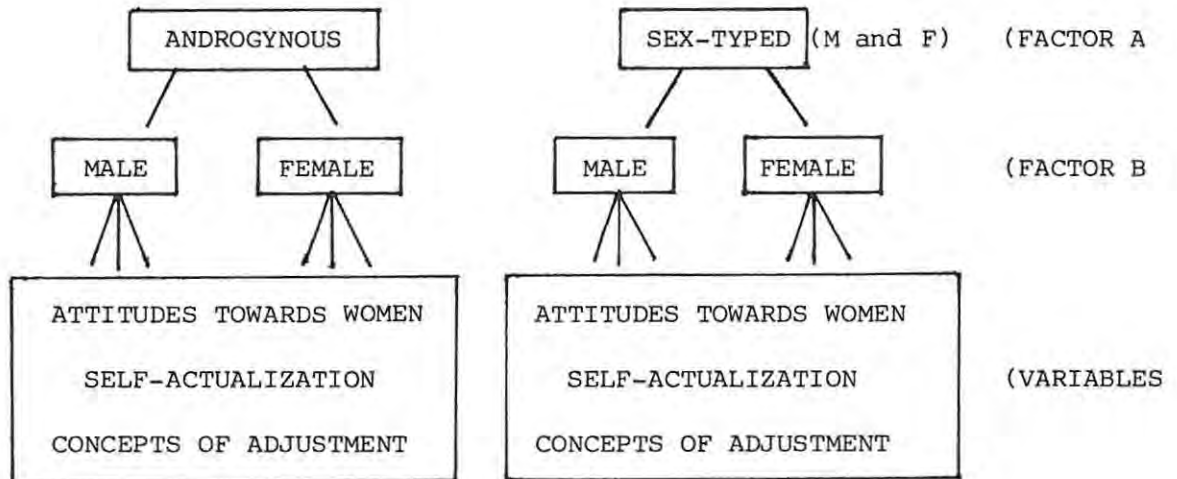 ANDROGYNOUS SEX-TYPED (M and F) (FACTOR A
MALE FEMALE MALE FEMALE (FACTOR B
ATTITUDES TOWARDS WOMEN ATTITUDES TOWARDS WOMEN
SELF-ACTUALIZATION SELF-ACTUALIZATION (VARIABLES
CONCEPTS OF ADJUSTMENT CONCEPTS OF ADJUSTMENT